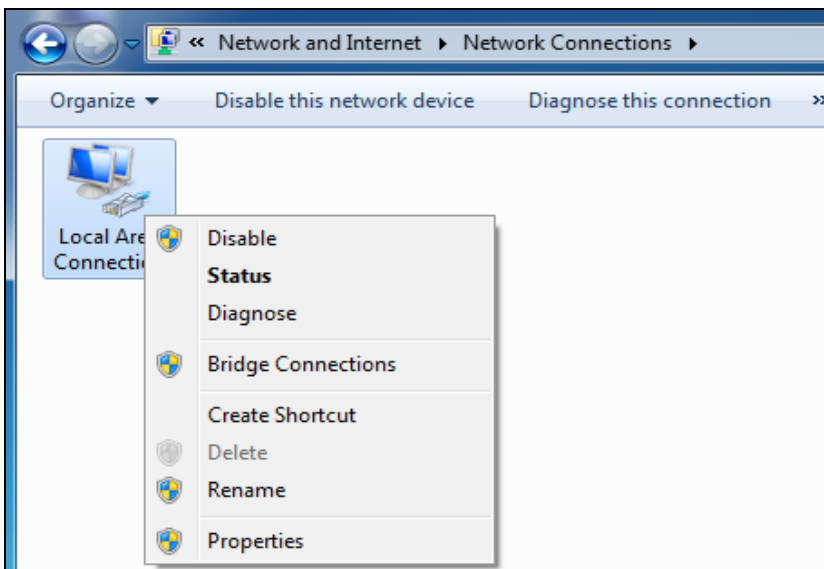 « Network and Internet ▸ Network Connections ▸
Organize ▾ Disable this network device Diagnose this connection »
Local Are
Connecti
Disable
Status
Diagnose
Bridge Connections
Create Shortcut
Delete
Rename
Properties